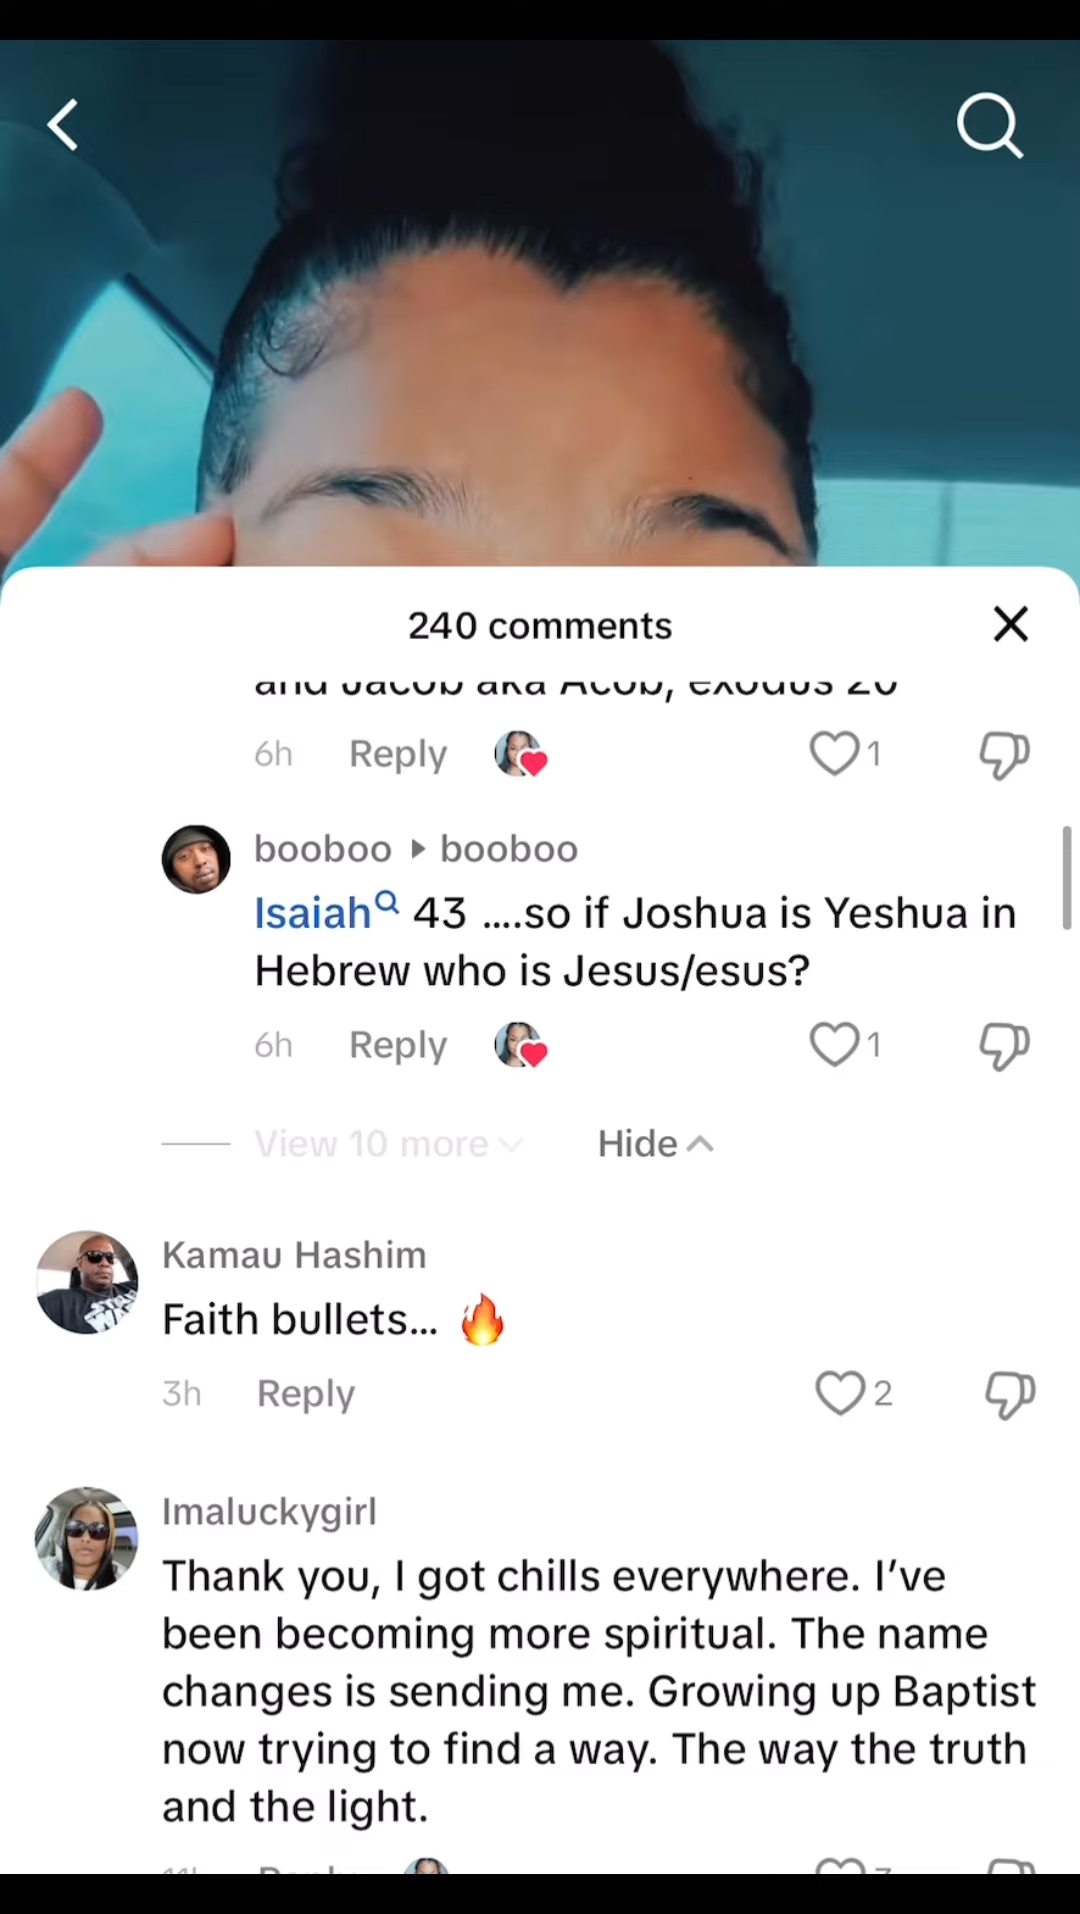 240 comments
and Jacob aka Acob, exodus 20
6h Reply 1
booboo ▸ booboo
Isaiah 43 ....so if Joshua is Yeshua in
Hebrew who is Jesus/esus?
6h Reply 1
View 10 more Hide
Kamau Hashim
Faith bullets... 🔥
3h Reply 2
Imaluckygirl
Thank you, I got chills everywhere. I’ve
been becoming more spiritual. The name
changes is sending me. Growing up Baptist
now trying to find a way. The way the truth
and the light.
Reply